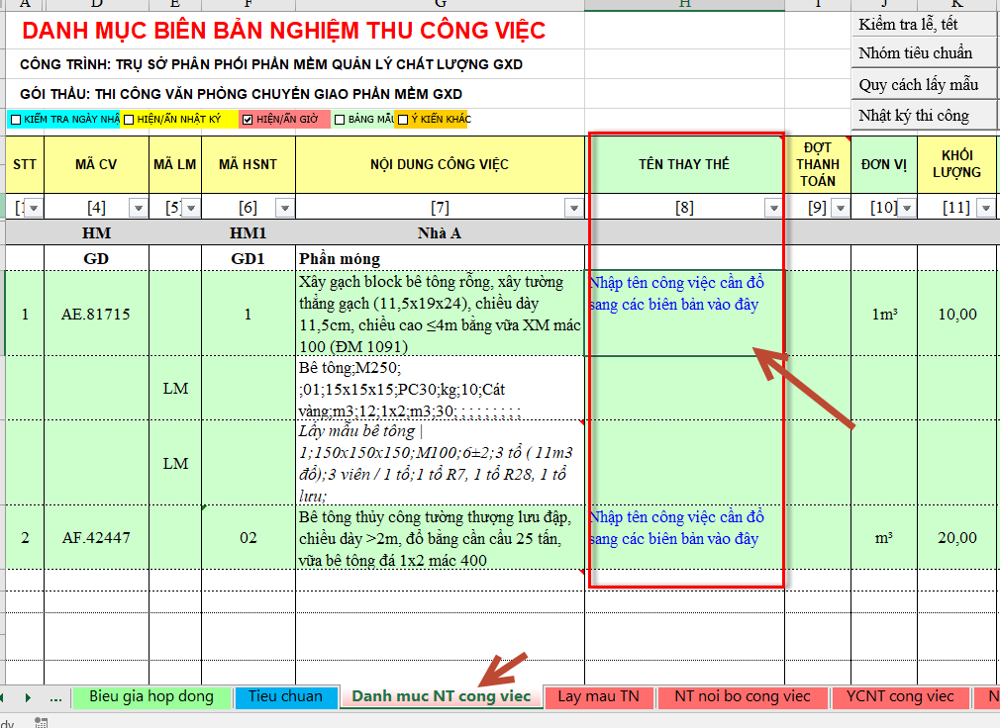 A D E F G H I J K
DANH MỤC BIÊN BẢN NGHIỆM THU CÔNG VIỆC
Kiểm tra lễ, tết
CÔNG TRÌNH: TRỤ SỞ PHÂN PHỐI PHẦN MỀM QUẢN LÝ CHẤT LƯỢNG GXD
Nhóm tiêu chuẩn
GÓI THẦU: THI CÔNG VĂN PHÒNG CHUYỂN GIAO PHẦN MỀM GXD
Quy cách lấy mẫu
KIỂM TRA NGÀY NHẬ HIỆN/ẨN NHẬT KÝ HIỆN/ẨN GIỜ BẢNG MẪU Ý KIẾN KHÁC
Nhật ký thi công
STT MÃ CV MÃ LM MÃ HSNT NỘI DUNG CÔNG VIỆC TÊN THAY THẾ ĐỢT THANH TOÁN ĐƠN VỊ KHỐI LƯỢNG
[4] [5] [6] [7] [8] [9] [10] [11]
HM HM1 Nhà A
GD GD1 Phần móng
1 AE.81715 1
Xây gạch block bê tông rỗng, xây tường
thẳng gạch (11,5x19x24), chiều dày
11,5cm, chiều cao ≤4m bằng vữa XM mác
100 (ĐM 1091)
Nhập tên công việc cần đổ
sang các biên bản vào đây
1m³ 10,00
LM
Bê tông;M250;
;01;15x15x15;PC30;kg;10;Cát
vàng;m3;12;1x2;m3;30; ; ; ; ; ; ; ; ;
LM
Lấy mẫu bê tông |
1;150x150x150;M100;6±2;3 tổ ( 11m3
đổ);3 viên / 1 tổ;1 tổ R7, 1 tổ R28, 1 tổ
lưu;
2 AF.42447 02
Bê tông thủy công tường thượng lưu đập,
chiều dày >2m, đổ bằng cần cẩu 25 tấn,
vữa bê tông đá 1x2 mác 400
Nhập tên công việc cần đổ
sang các biên bản vào đây
m³ 20,00
... Bieu gia hop dong Tieu chuan Danh muc NT cong viec Lay mau TN NT noi bo cong viec YCNT cong viec N